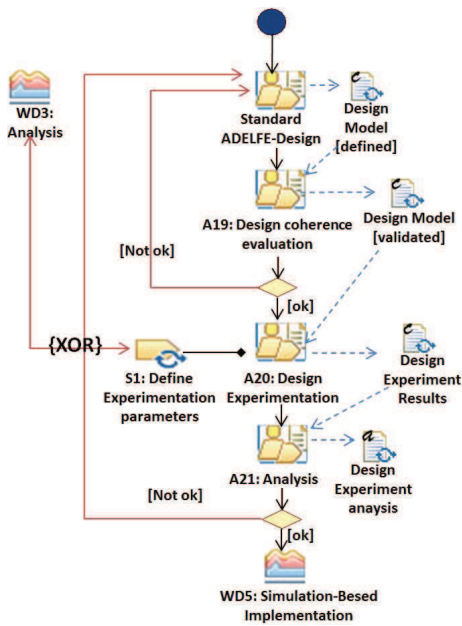 WD3:
Analysis
Standard
ADELFE-Design
Design
Model
[defined]
A19: Design coherence
evaluation
Design Model
[validated]
[Not ok]
[ok]
{XOR}
S1: Define
Experimentation
parameters
A20: Design
Experimentation
Design
Experiment
Results
A21: Analysis
Design
Experiment
anaysis
[Not ok]
[ok]
WD5: Simulation-Besed
Implementation